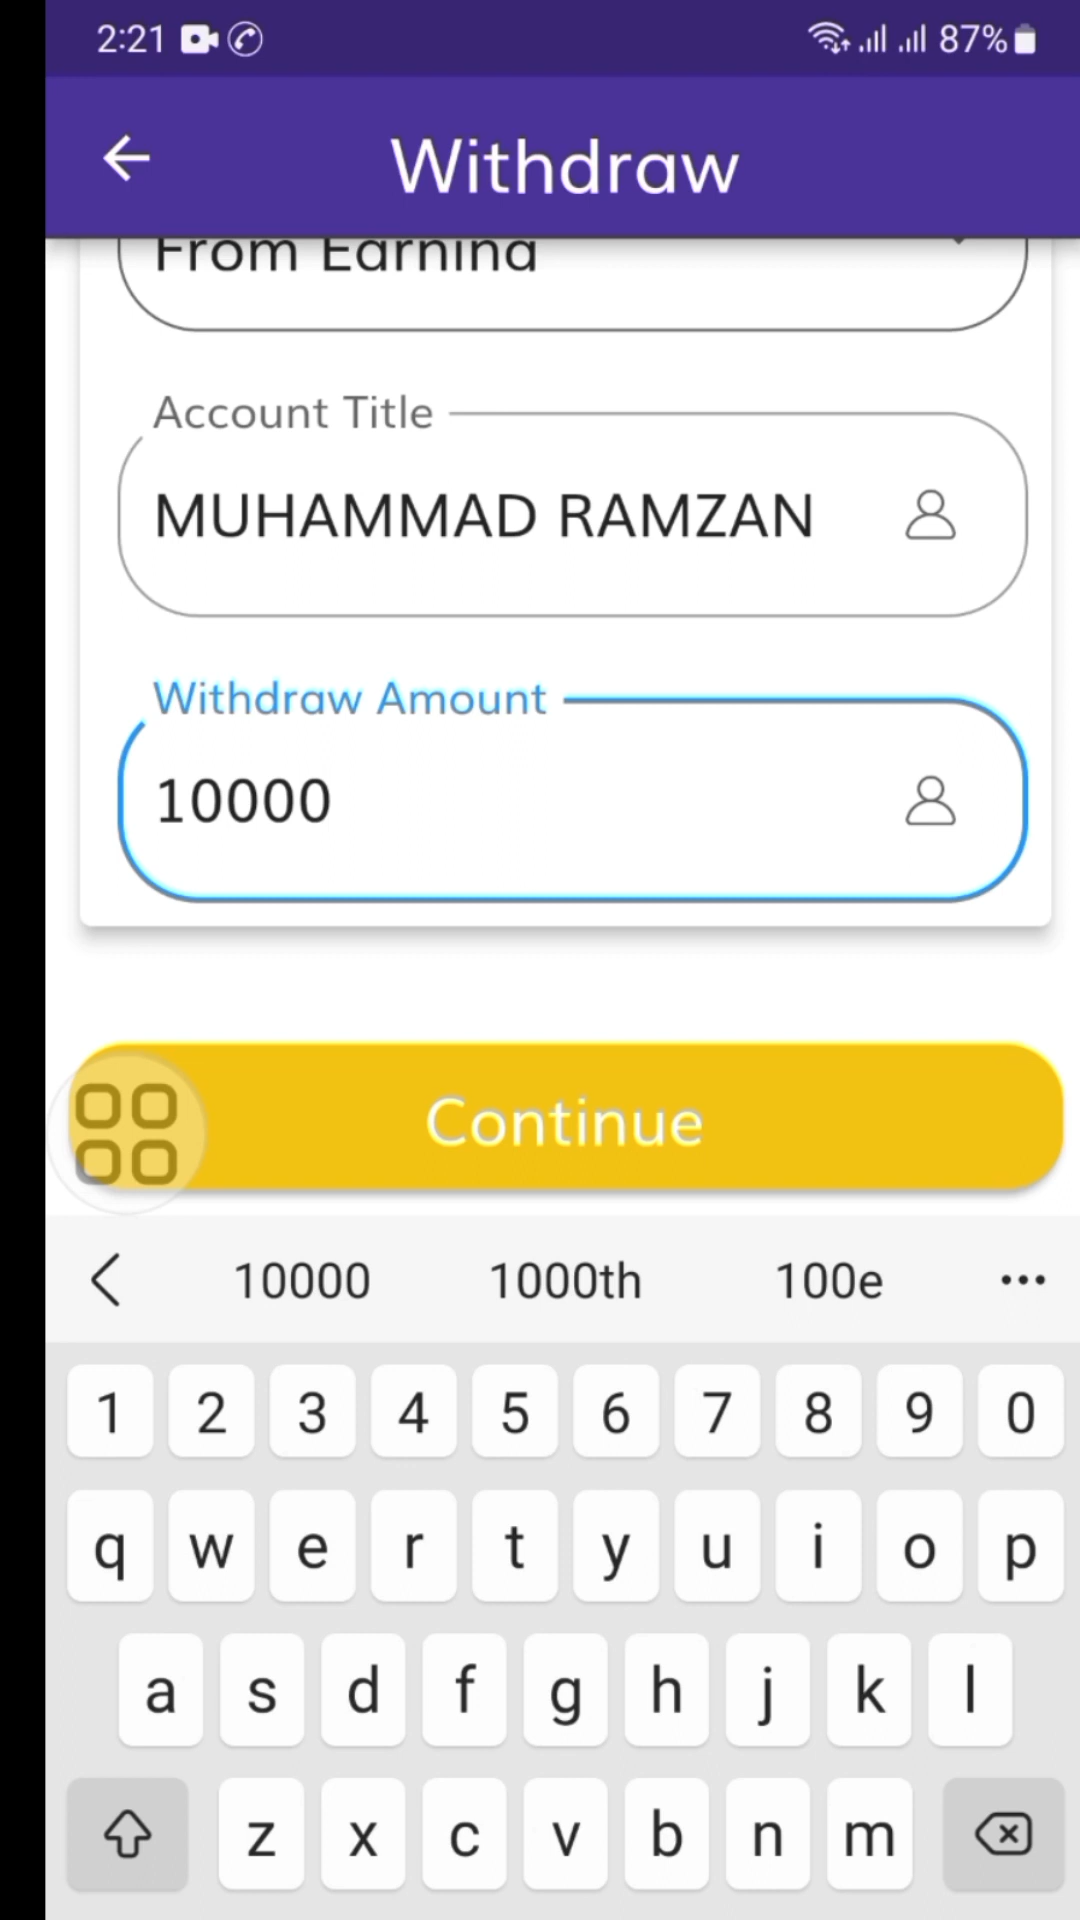 2:21 87%
Withdraw
From Earning
Account Title
MUHAMMAD RAMZAN
Withdraw Amount
10000
Continue
10000 1000th 100e ...
1 2 3 4 5 6 7 8 9 0
q w e r t y u i o p
a s d f g h j k l
z x c v b n m